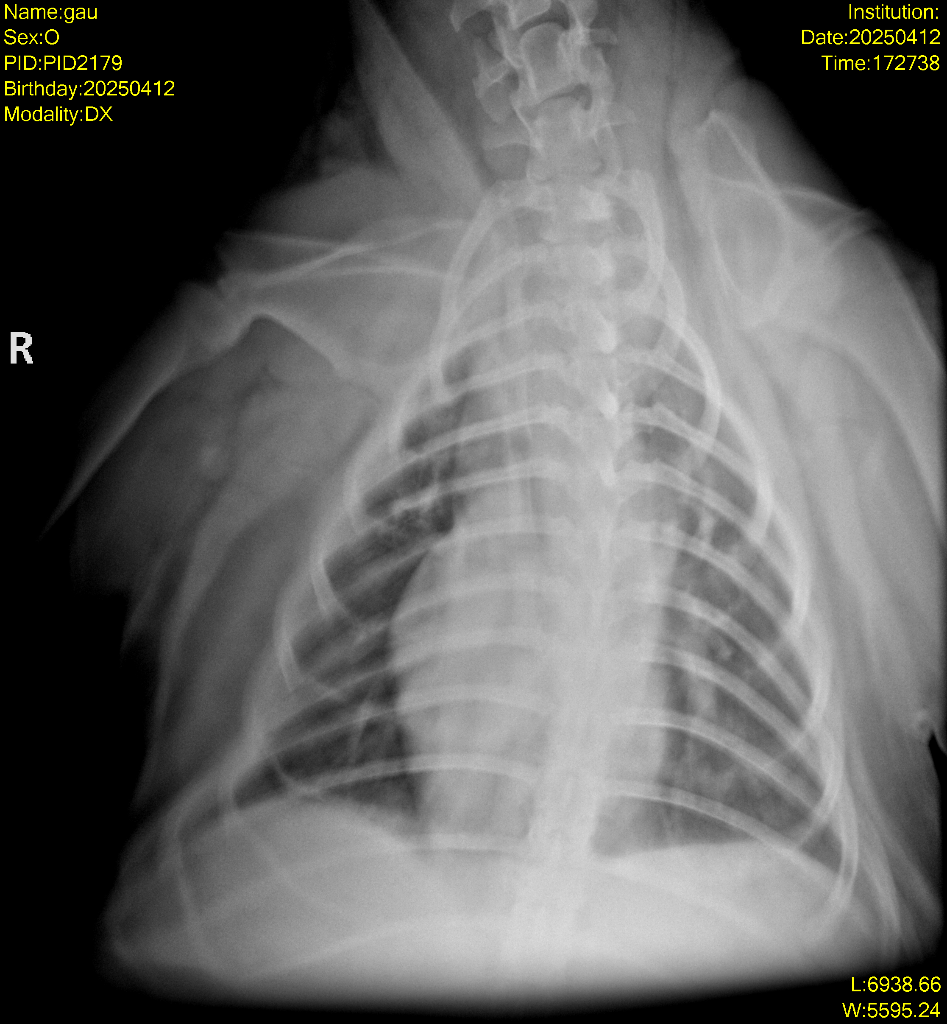 Name:gau
Sex:O
PID:PID2179
Birthday:20250412
Modality:DX
Institution:
Date:20250412
Time:172738
R
L:6938.66
W:5595.24